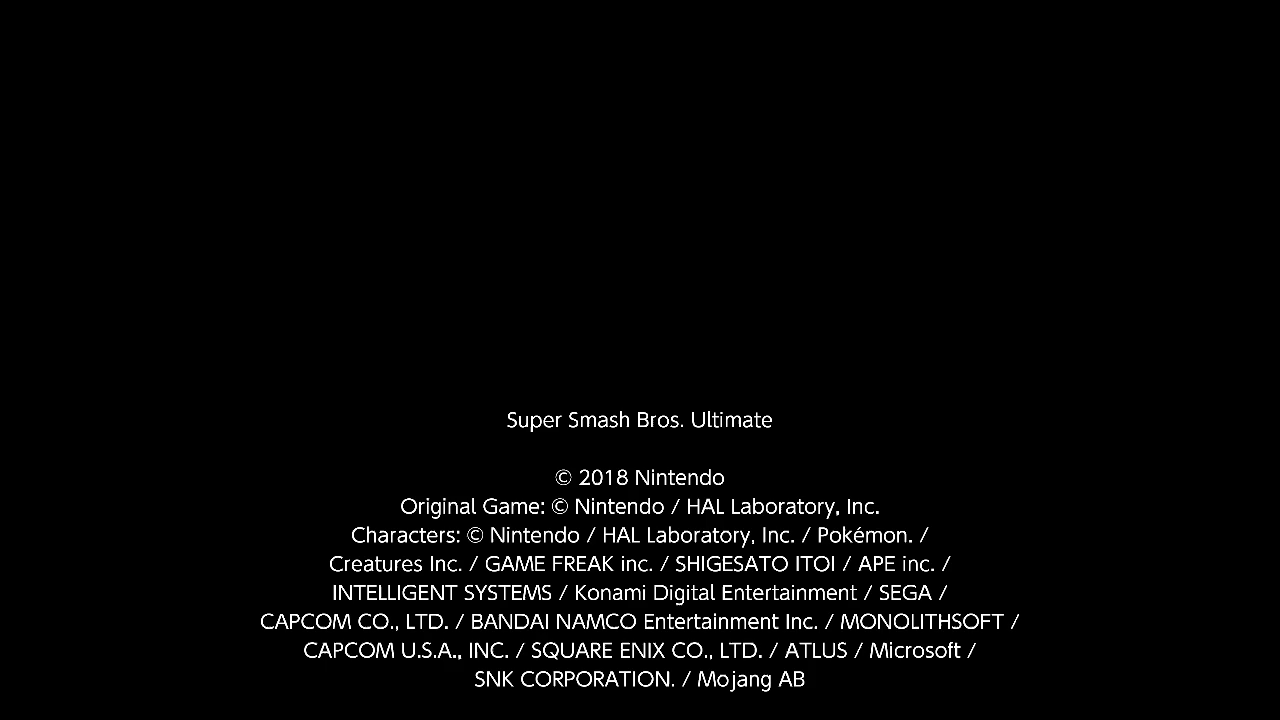 Super Smash Bros. Ultimate
© 2018 Nintendo
Original Game: © Nintendo / HAL Laboratory, Inc.
Characters: © Nintendo / HAL Laboratory, Inc. / Pokémon. /
Creatures Inc. / GAME FREAK inc. / SHIGESATO ITOI / APE inc. /
INTELLIGENT SYSTEMS / Konami Digital Entertainment / SEGA /
CAPCOM CO., LTD. / BANDAI NAMCO Entertainment Inc. / MONOLITHSOFT /
CAPCOM U.S.A., INC. / SQUARE ENIX CO., LTD. / ATLUS / Microsoft /
SNK CORPORATION. / Mojang AB